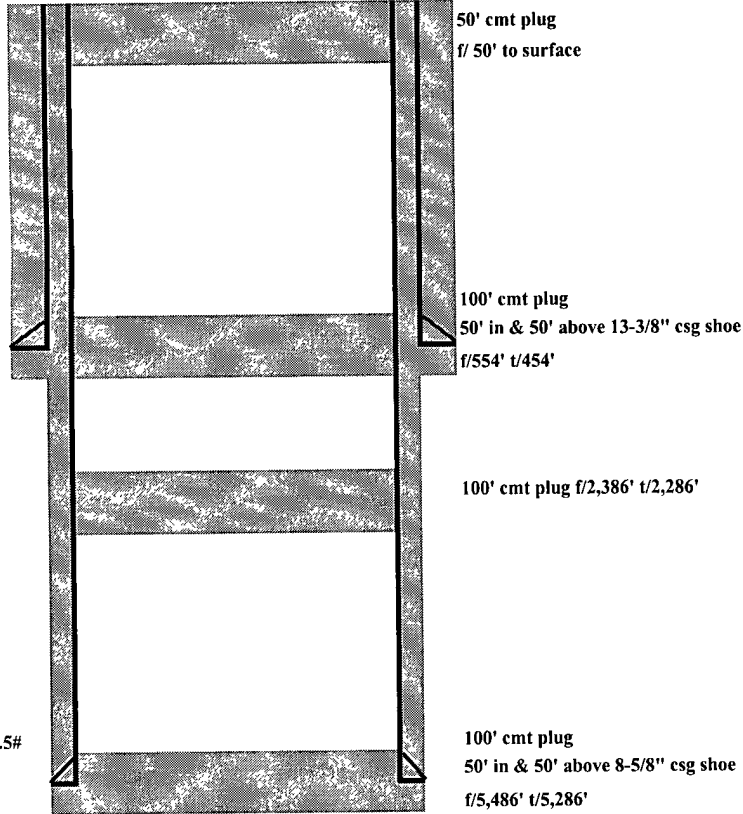 50' cmt plug
f/ 50' to surface
100' cmt plug
50' in & 50' above 13-3/8" csg shoe
f/554' t/454'
100' cmt plug f/2,386' t/2,286'
.5#
100' cmt plug
50' in & 50' above 8-5/8" csg shoe
f/5,486' t/5,286'